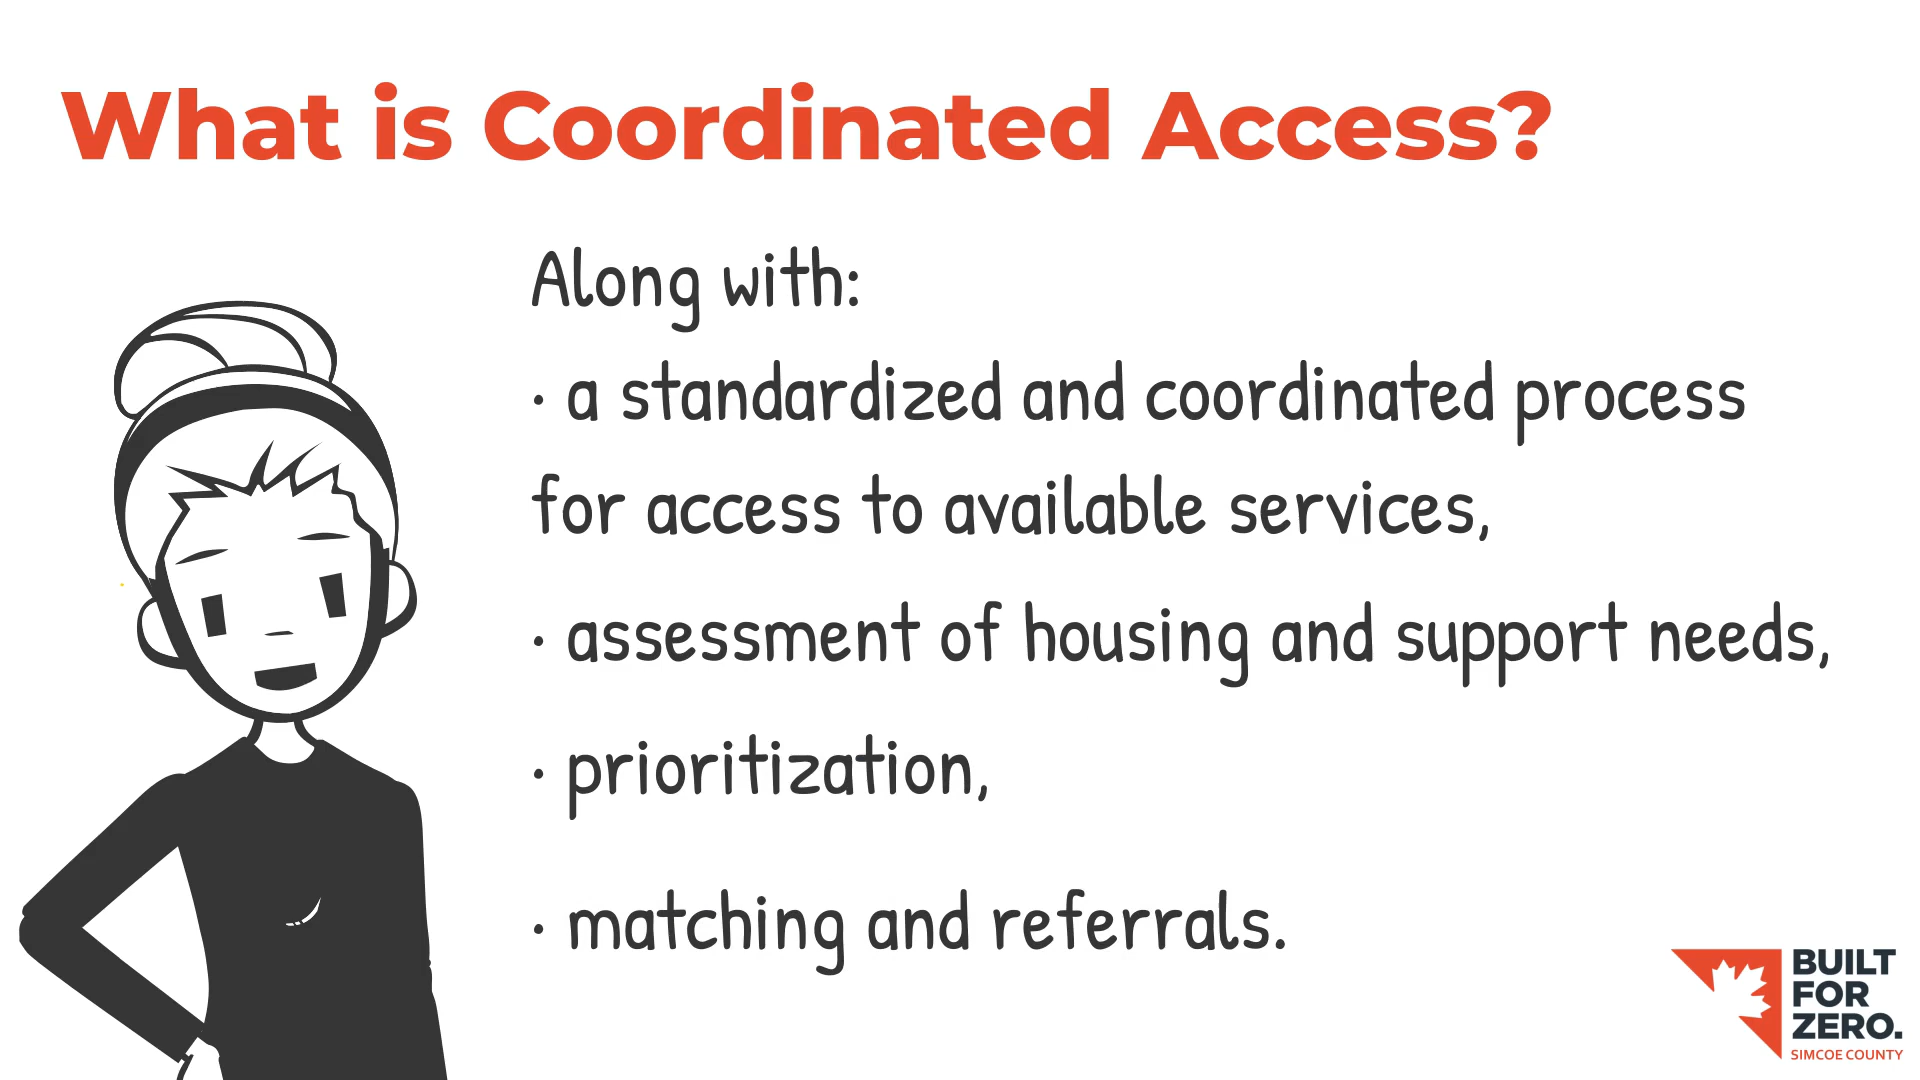 What is Coordinated Access?
Along with:
· a standardized and coordinated process
for access to available services,
· assessment of housing and support needs,
· prioritization,
· matching and referrals.
BUILT
FOR
ZERO.
SIMCOE COUNTY